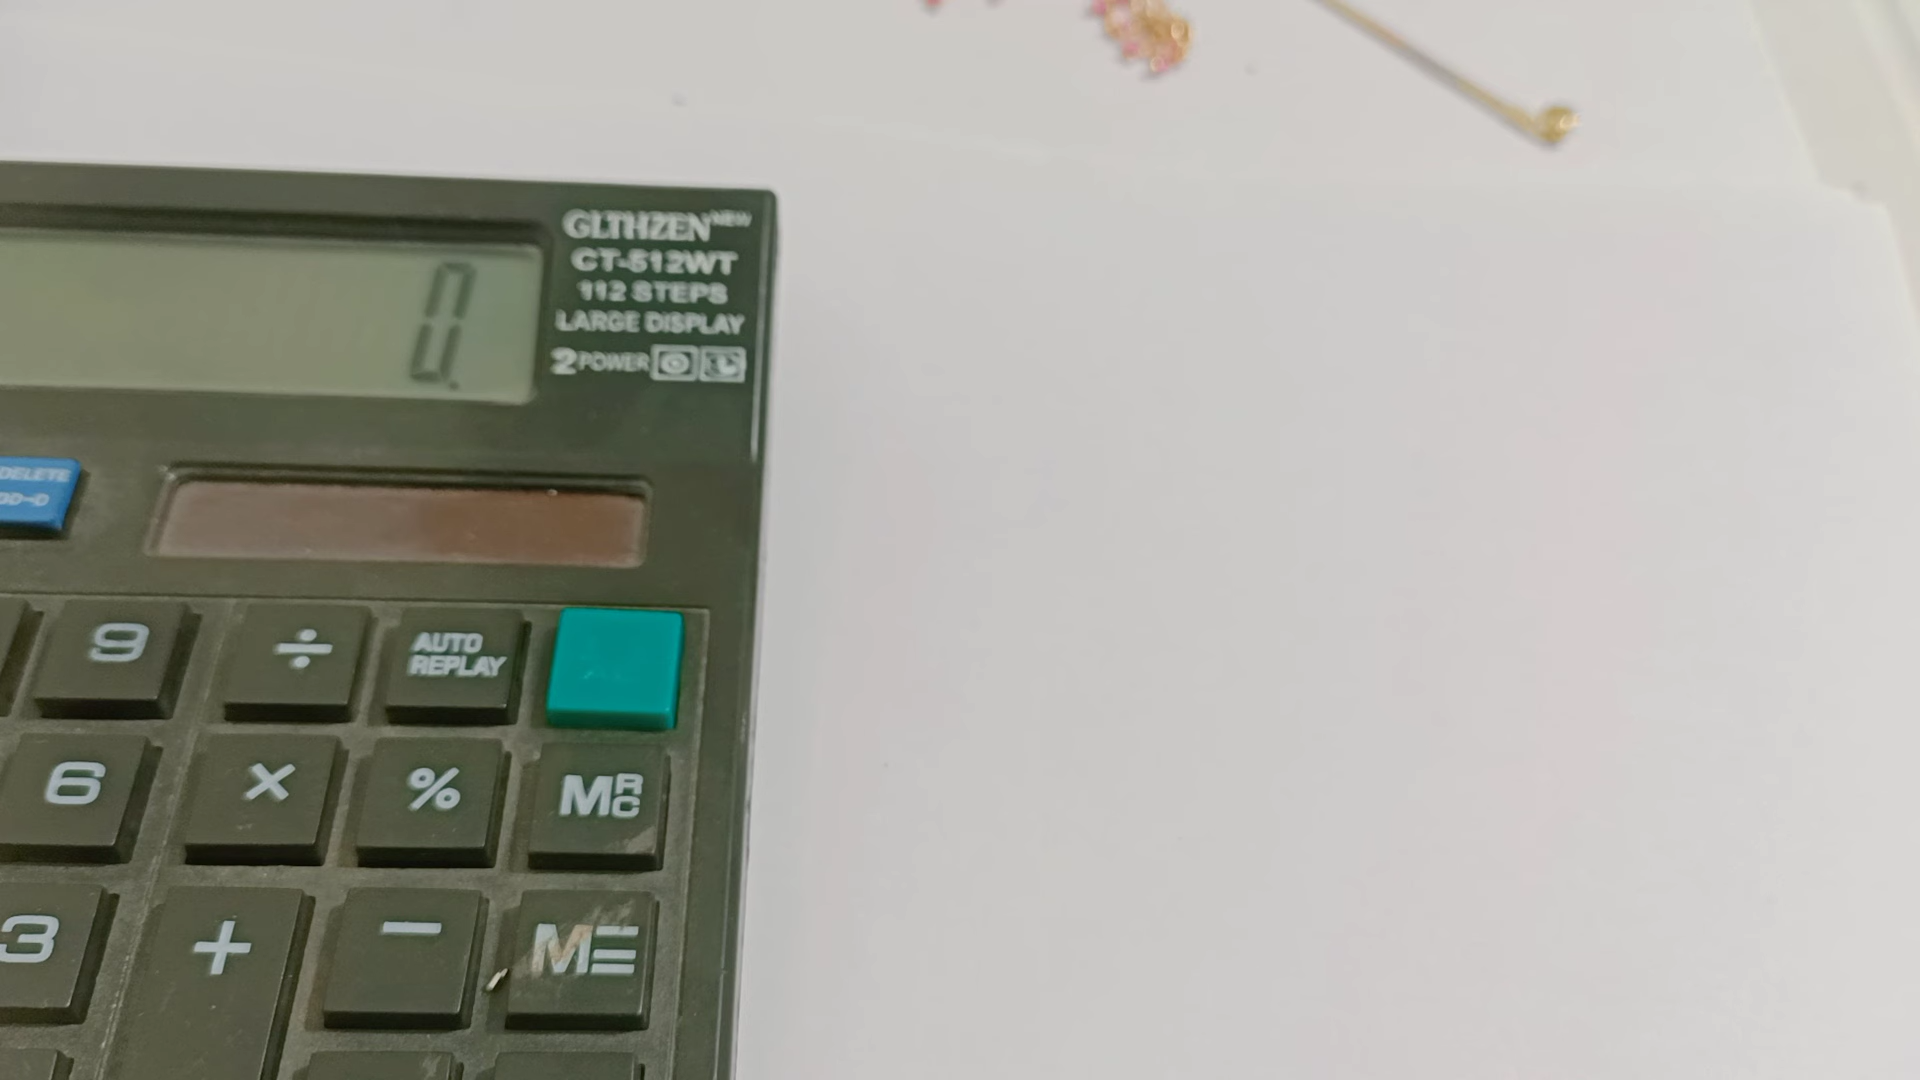 GLTHZEN NEW
CT-512WT
112 STEPS
LARGE DISPLAY
2 POWER
0.
DELETE
9 ÷ AUTO REPLAY
6 × % MRC
3 + − M